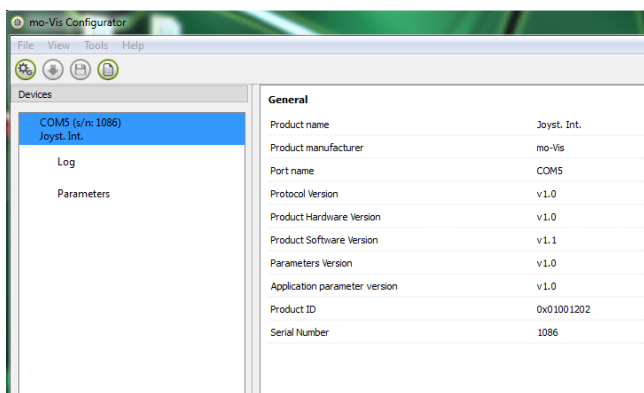 mo-Vis Configurator
File View Tools Help
Devices
COM5 (s/n: 1086)
Joyst. Int.
Log
Parameters
General
Product name Joyst. Int.
Product manufacturer mo-Vis
Port name COM5
Protocol Version v1.0
Product Hardware Version v1.0
Product Software Version v1.1
Parameters Version v1.0
Application parameter version v1.0
Product ID 0x01001202
Serial Number 1086